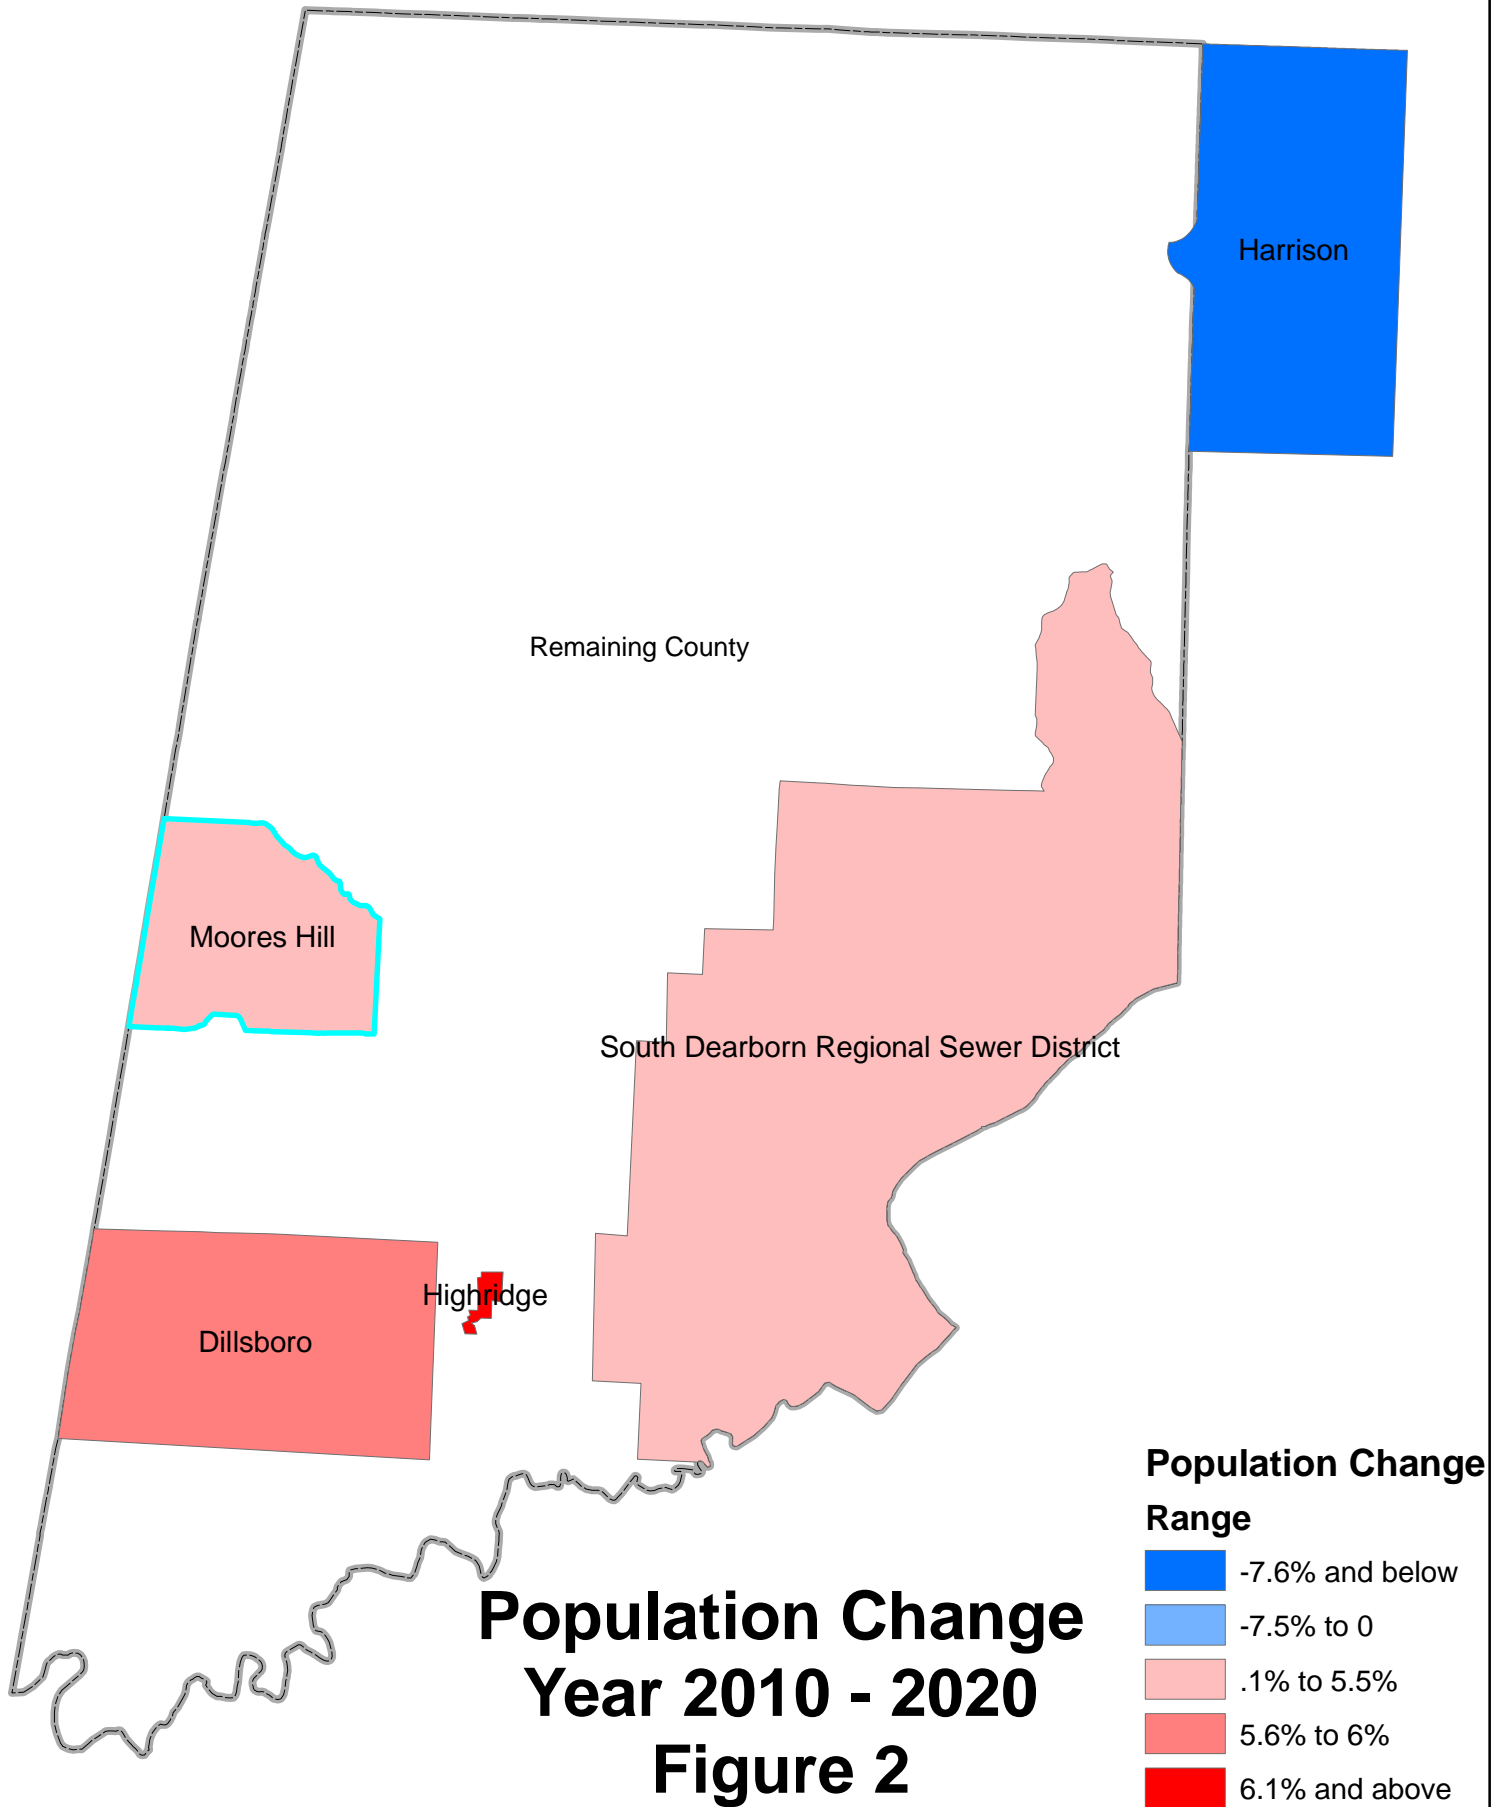 Harrison
Remaining County
Moores Hill
South Dearborn Regional Sewer District
Highridge
Dillsboro
Population Change
Range
-7.6% and below
-7.5% to 0
.1% to 5.5%
5.6% to 6%
6.1% and above
Population Change
Year 2010 - 2020
Figure 2